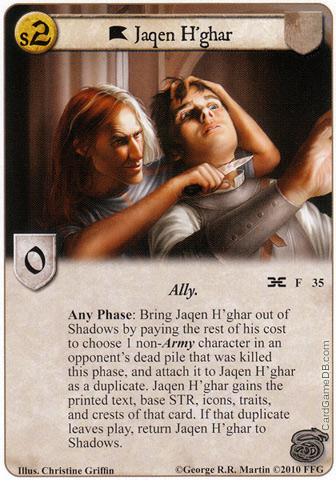 s2 Jaqen H'ghar
0
Ally.
F 35
Any Phase: Bring Jaqen H'ghar out of
Shadows by paying the rest of his cost
to choose 1 non-Army character in an
opponent's dead pile that was killed
this phase, and attach it to Jaqen H'ghar
as a duplicate. Jaqen H'ghar gains the
printed text, base STR, icons, traits,
and crests of that card. If that duplicate
leaves play, return Jaqen H'ghar to
Shadows.
Illus. Christine Griffin ©George R.R. Martin ©2010 FFG
CardGameDB.com